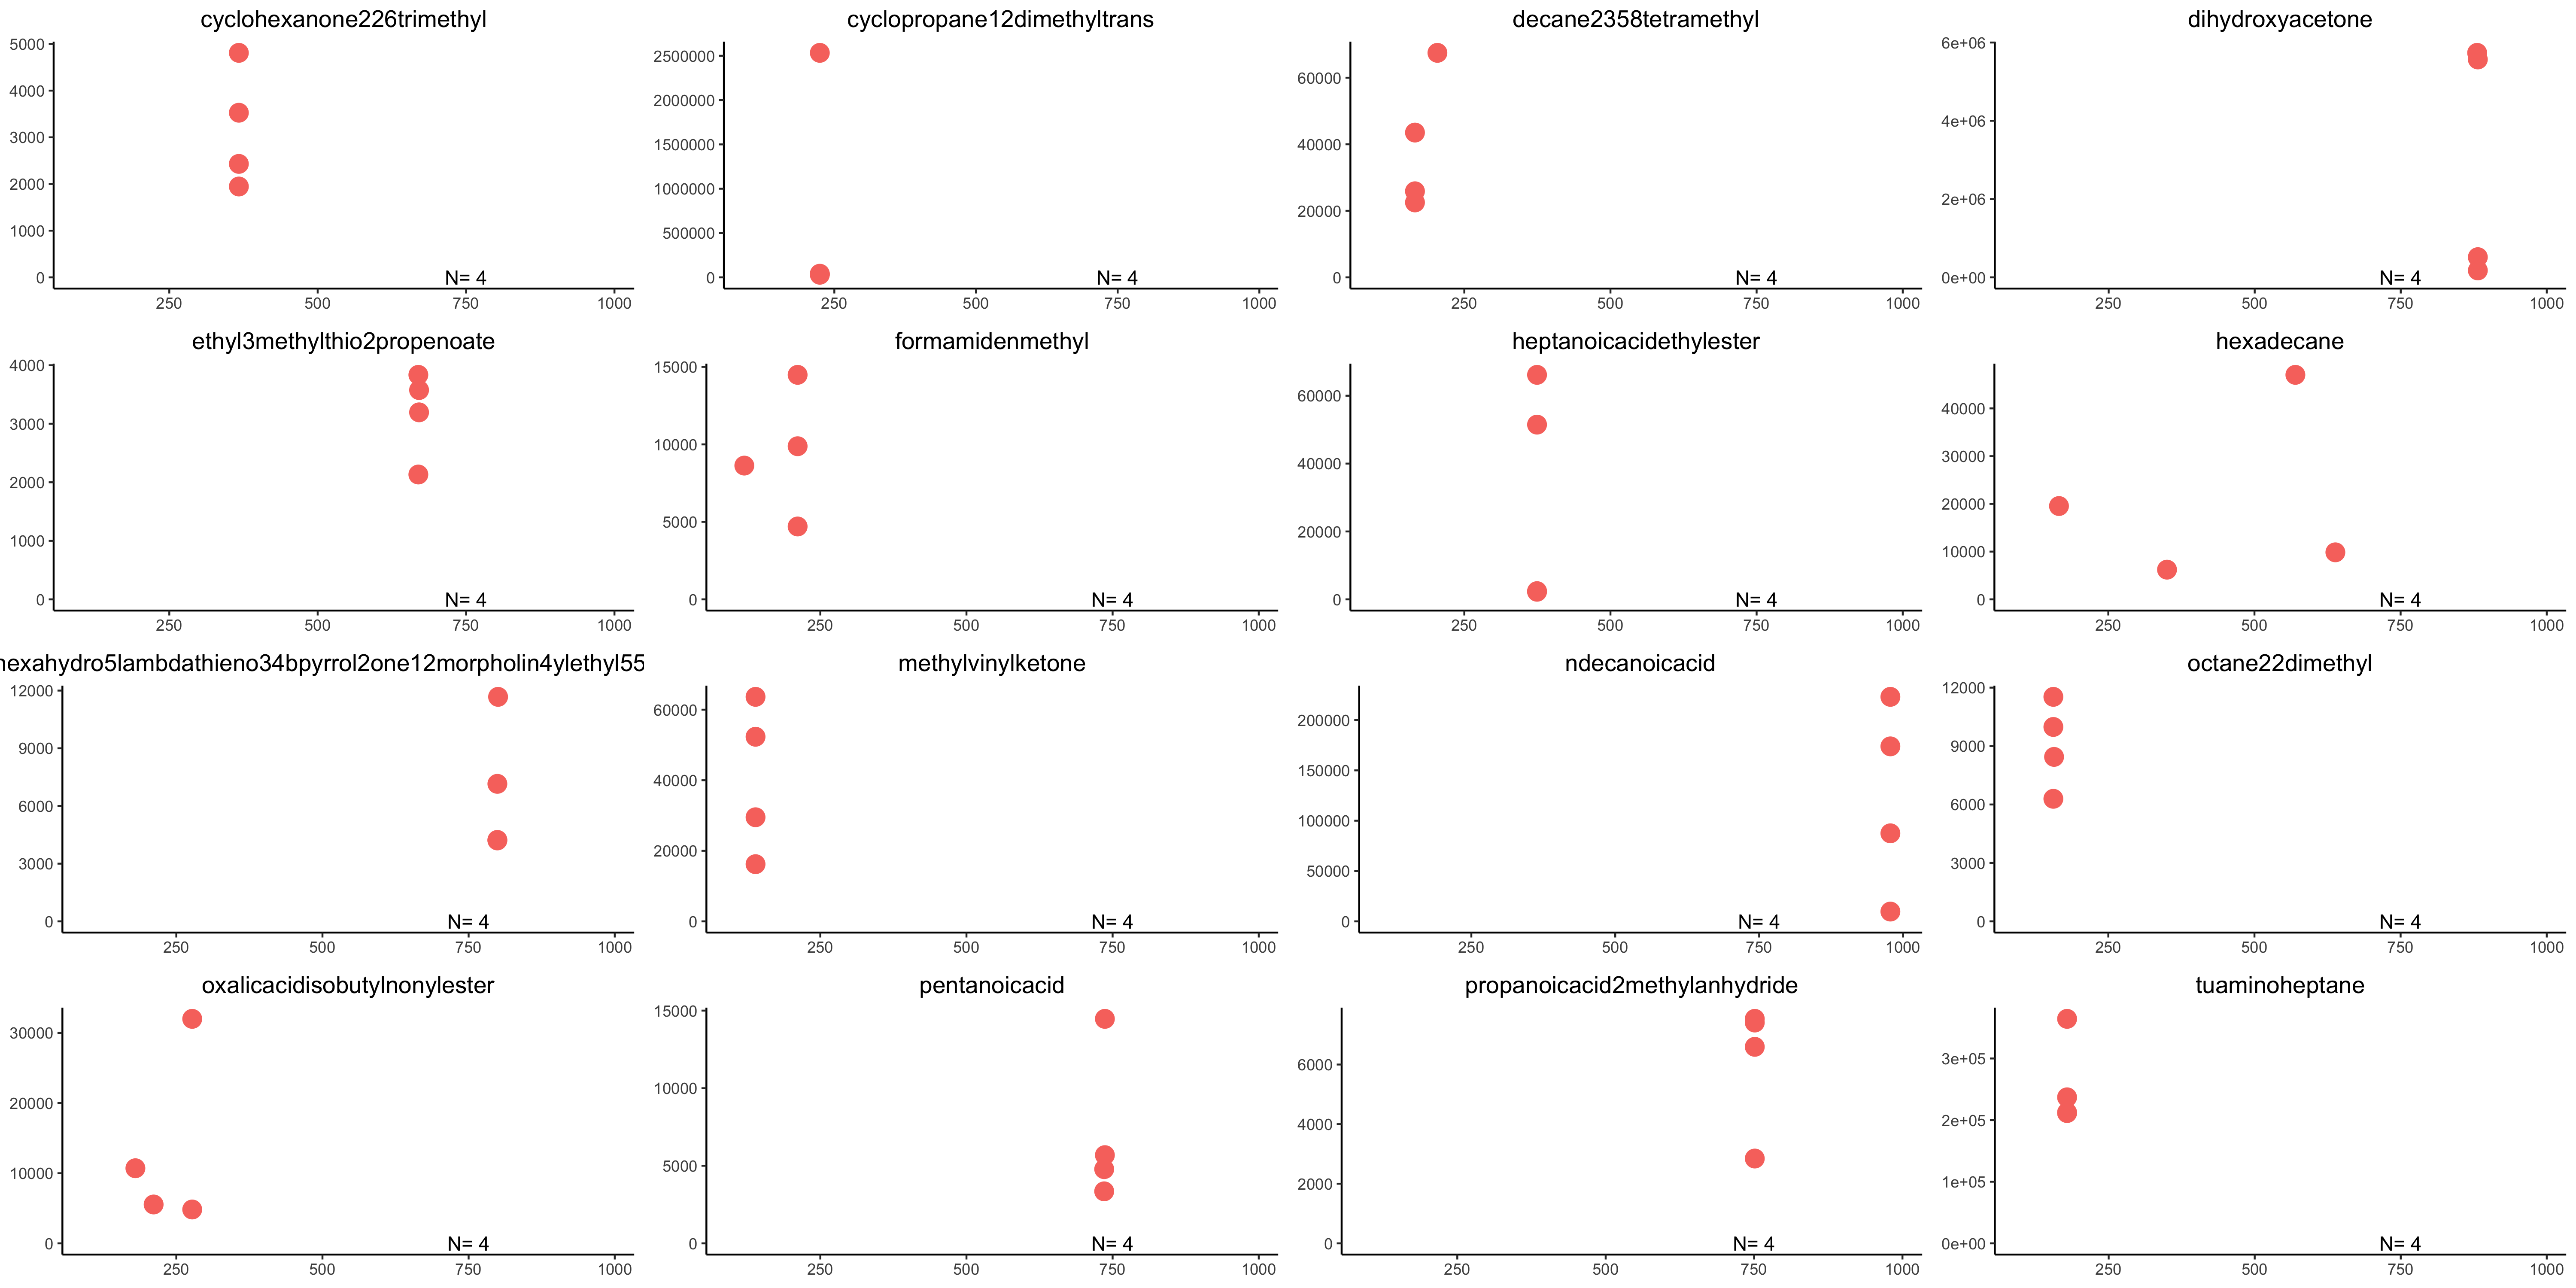 cyclohexanone226trimethyl
5000
4000
3000
2000
1000
0
N= 4
250 500 750 1000
cyclopropane12dimethyltrans
2500000
2000000
1500000
1000000
500000
0
N= 4
250 500 750 1000
decane2358tetramethyl
60000
40000
20000
0
N= 4
250 500 750 1000
dihydroxyacetone
6e+06
4e+06
2e+06
0e+00
N= 4
250 500 750 1000
ethyl3methylthio2propenoate
4000
3000
2000
1000
0
N= 4
250 500 750 1000
formamidenmethyl
15000
10000
5000
0
N= 4
250 500 750 1000
heptanoicacidethylester
60000
40000
20000
0
N= 4
250 500 750 1000
hexadecane
40000
30000
20000
10000
0
N= 4
250 500 750 1000
hexahydro5lambdathieno34bpyrrol2one12morpholin4ylethyl55
12000
9000
6000
3000
0
N= 4
250 500 750 1000
methylvinylketone
60000
40000
20000
0
N= 4
250 500 750 1000
ndecanoicacid
200000
150000
100000
50000
0
N= 4
250 500 750 1000
octane22dimethyl
12000
9000
6000
3000
0
N= 4
250 500 750 1000
oxalicacidisobutylnonylester
30000
20000
10000
0
N= 4
250 500 750 1000
pentanoicacid
15000
10000
5000
0
N= 4
250 500 750 1000
propanoicacid2methylanhydride
6000
4000
2000
0
N= 4
250 500 750 1000
tuaminoheptane
3e+05
2e+05
1e+05
0e+00
N= 4
250 500 750 1000